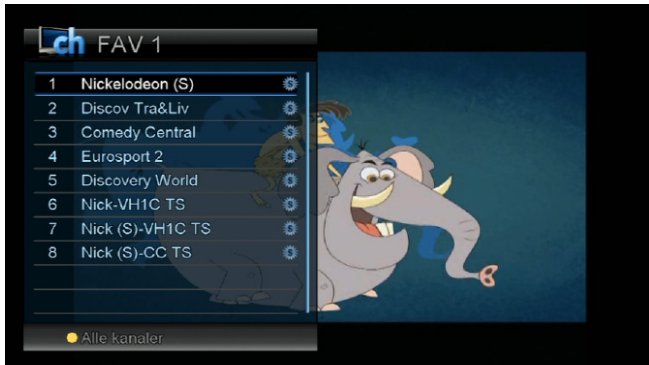 ch FAV 1
1 Nickelodeon (S) S
2 Discov Tra&Liv S
3 Comedy Central S
4 Eurosport 2 S
5 Discovery World S
6 Nick-VH1C TS S
7 Nick (S)-VH1C TS S
8 Nick (S)-CC TS S
Alle kanaler